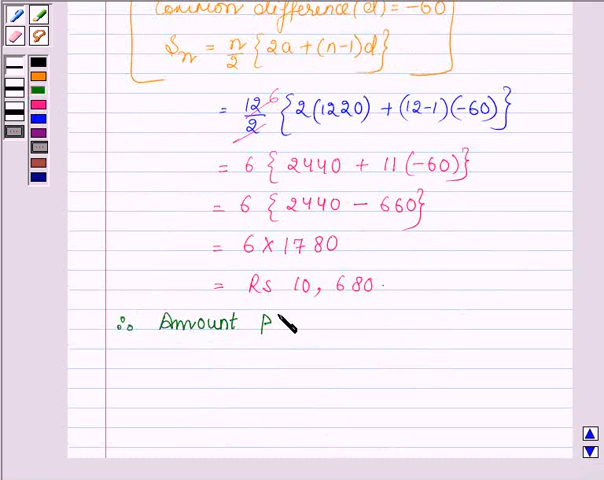 Common difference(d) = -60
Sₙ = n/2 {2a + (n-1)d}
= 12/2 6 {2(1220) + (12-1)(-60)}
= 6 {2440 + 11(-60)}
= 6 {2440 - 660}
= 6 × 1780
= Rs 10,680.
∴ Amount P